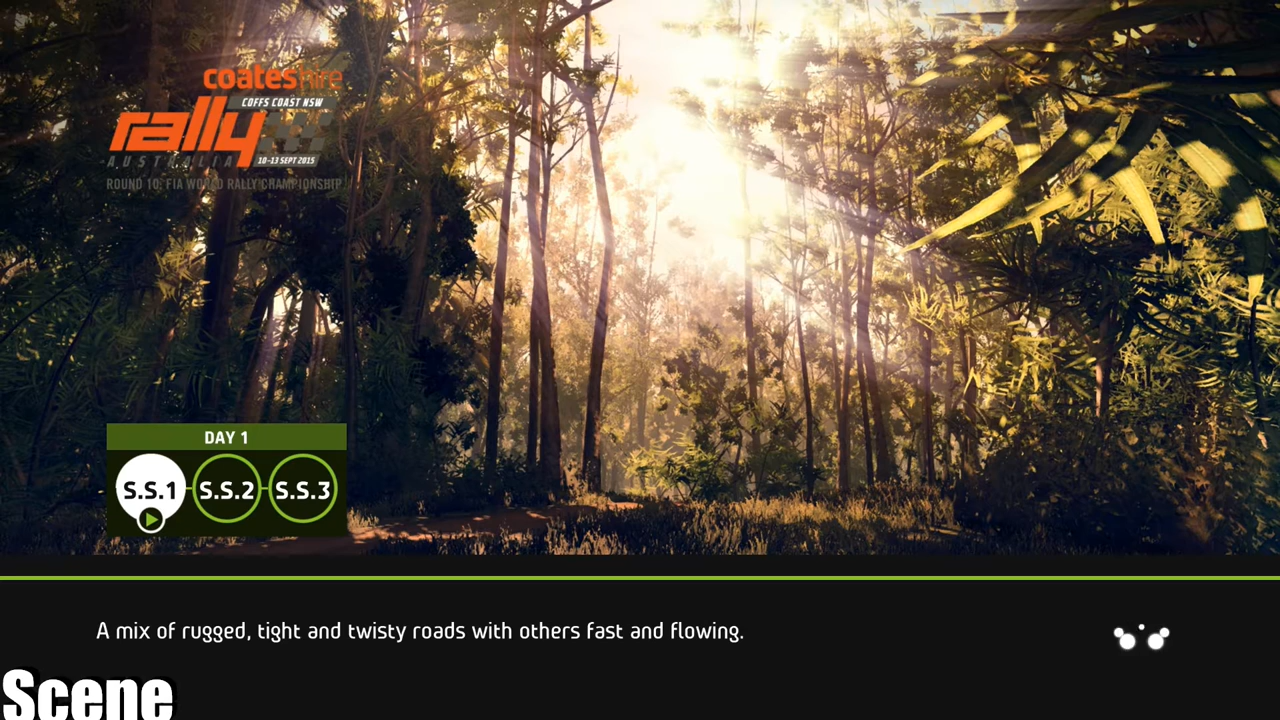 coateshire
COFFS COAST NSW
rally
AUSTRALIA 10-13 SEPT 2015
ROUND 10: FIA WORLD RALLY CHAMPIONSHIP
DAY 1
S.S.1 S.S.2 S.S.3
A mix of rugged, tight and twisty roads with others fast and flowing.
Scene